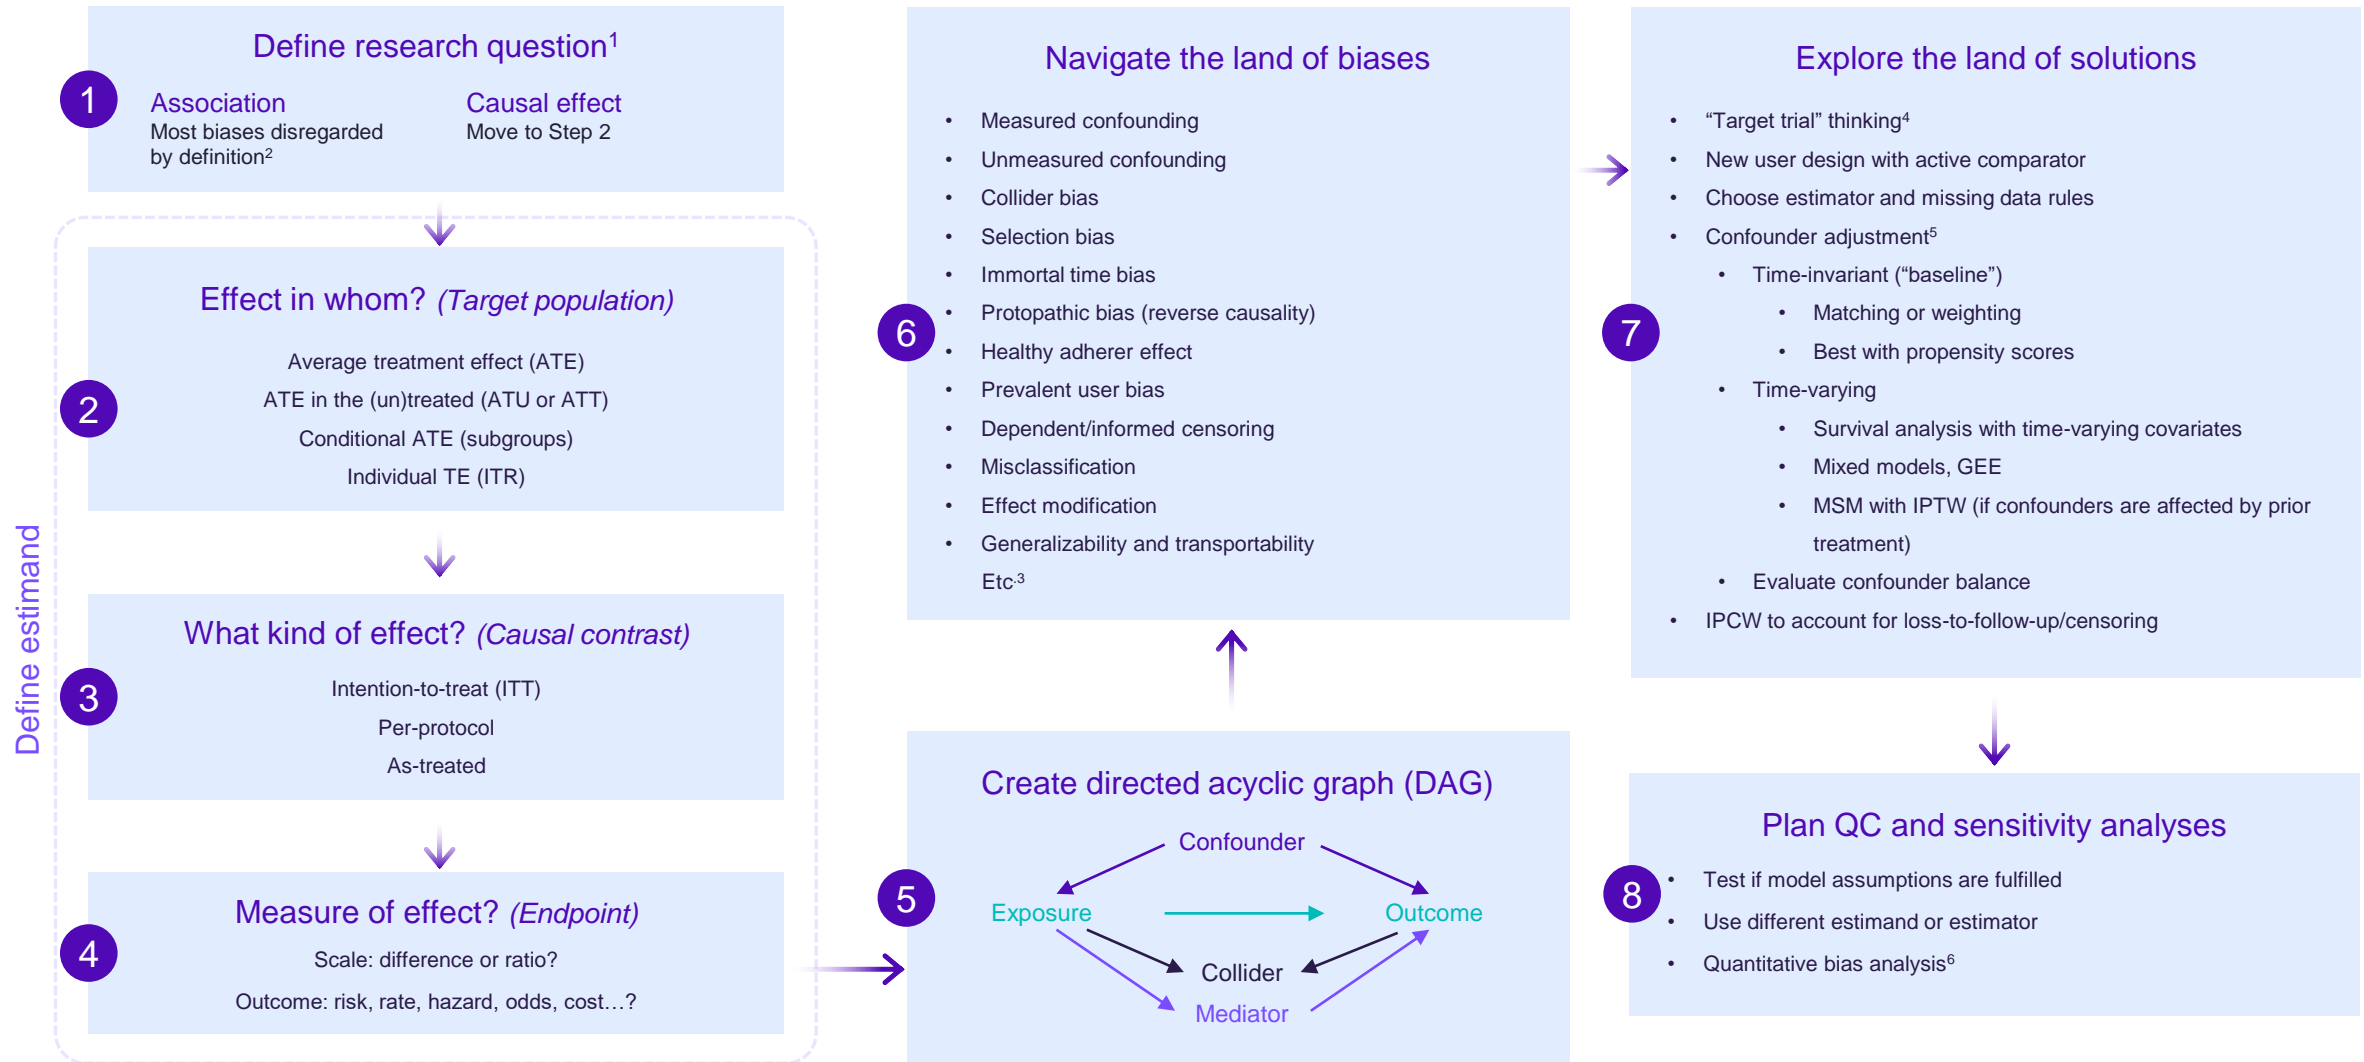 Define research question¹
1
Association
Most biases disregarded
by definition²
Causal effect
Move to Step 2
Define estimand
Effect in whom? (Target population)
2
Average treatment effect (ATE)
ATE in the (un)treated (ATU or ATT)
Conditional ATE (subgroups)
Individual TE (ITR)
What kind of effect? (Causal contrast)
3
Intention-to-treat (ITT)
Per-protocol
As-treated
Measure of effect? (Endpoint)
4
Scale: difference or ratio?
Outcome: risk, rate, hazard, odds, cost…?
Create directed acyclic graph (DAG)
5
Confounder
Exposure
Outcome
Collider
Mediator
Navigate the land of biases
6
• Measured confounding
• Unmeasured confounding
• Collider bias
• Selection bias
• Immortal time bias
• Protopathic bias (reverse causality)
• Healthy adherer effect
• Prevalent user bias
• Dependent/informed censoring
• Misclassification
• Effect modification
• Generalizability and transportability
Etc.³
Explore the land of solutions
7
• “Target trial” thinking⁴
• New user design with active comparator
• Choose estimator and missing data rules
• Confounder adjustment⁵
• Time-invariant (“baseline”)
• Matching or weighting
• Best with propensity scores
• Time-varying
• Survival analysis with time-varying covariates
• Mixed models, GEE
• MSM with IPTW (if confounders are affected by prior
treatment)
• Evaluate confounder balance
• IPCW to account for loss-to-follow-up/censoring
Plan QC and sensitivity analyses
8
• Test if model assumptions are fulfilled
• Use different estimand or estimator
• Quantitative bias analysis⁶